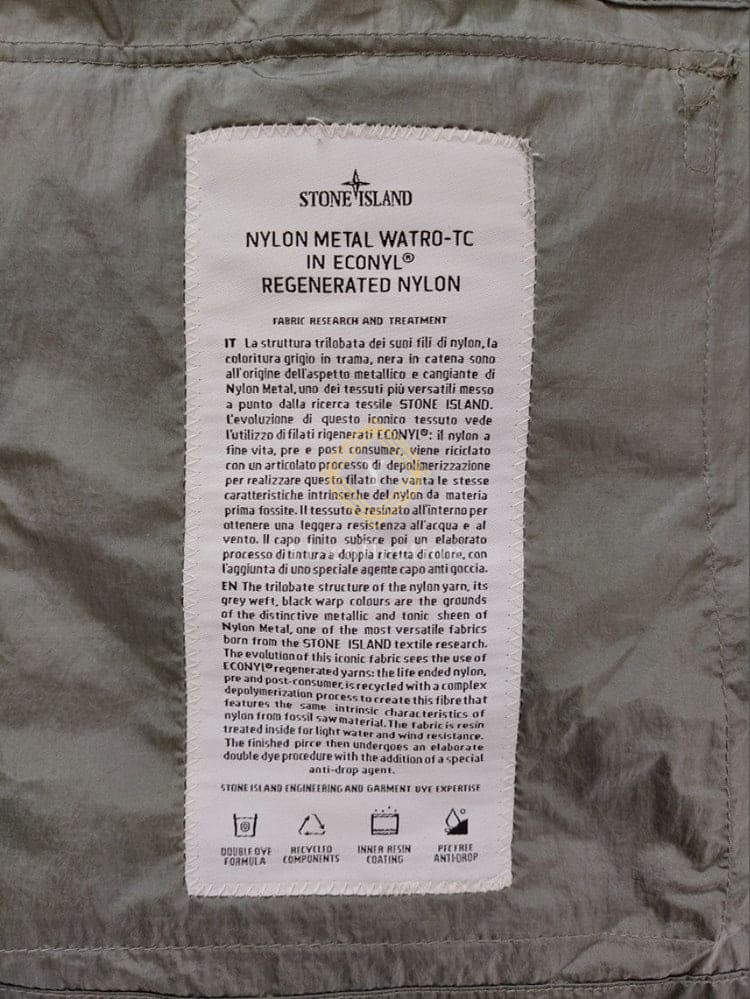 STONE ISLAND
NYLON METAL WATRO-TC
IN ECONYL®
REGENERATED NYLON
FABRIC RESEARCH AND TREATMENT
IT La struttura trilobata dei suoi fili di nylon, la
coloritura grigio in trama, nera in catena sono
all'origine dell'aspetto metallico e cangiante di
Nylon Metal, uno dei tessuti più versatili messo
a punto dalla ricerca tessile STONE ISLAND.
L'evoluzione di questo iconico tessuto vede
l'utilizzo di filati rigenerati ECONYL®: il nylon a
fine vita, pre e post consumer, viene riciclato
con un articolato processo di depolimerizzazione
per realizzare questo filato che vanta le stesse
caratteristiche intrinseche del nylon da materia
prima fossite. Il tessuto è resinato all'interno per
ottenere una leggera resistenza all'acqua e al
vento. Il capo finito subisce poi un elaborato
processo di tintura a doppia ricetta di colore, con
l'aggiunta di uno speciale agente capo anti goccia.
EN The trilobate structure of the nylon yarn, its
grey weft, black warp colours are the grounds
of the distinctive metallic and tonic sheen of
Nylon Metal, one of the most versatile fabrics
born from the STONE ISLAND textile research.
The evolution of this iconic fabric sees the use of
ECONYL® regenerated yarns: the life ended nylon,
pre and post-consumer, is recycled with a complex
depolymerization process to create this fibre that
features the same intrinsic characteristics of
nylon from fossil saw material. The fabric is resin
treated inside for light water and wind resistance.
The finished pirce then undergoes an elaborate
double dye procedure with the addition of a special
anti-drop agent.
STONE ISLAND ENGINEERING AND GARMENT DVE EXPERTISE
DOUBLE DVE RECYCLED INNER RESIN PFC FREE
FORMULA COMPONENTS COATING ANTI-DROP